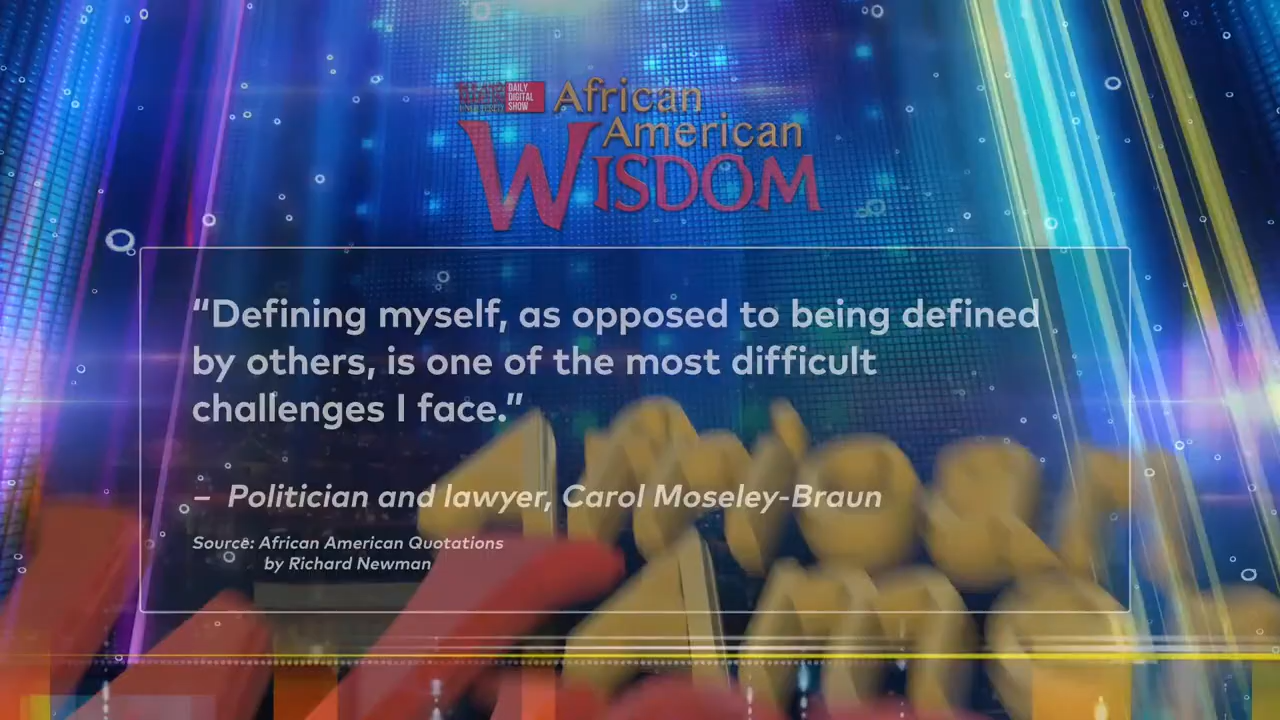 DAILY
DIGITAL
SHOW
African
American
WISDOM
“Defining myself, as opposed to being defined
by others, is one of the most difficult
challenges I face.”
– Politician and lawyer, Carol Moseley-Braun
Source: African American Quotations
by Richard Newman